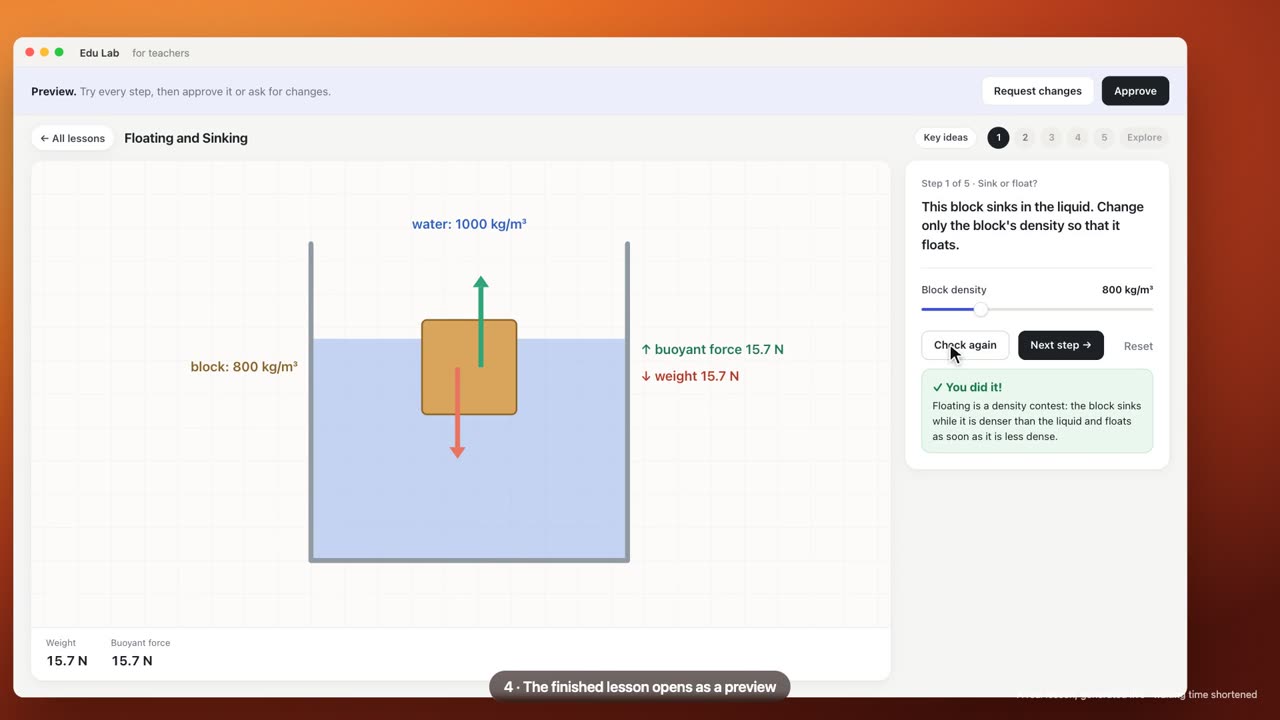 Edu Lab for teachers
Preview. Try every step, then approve it or ask for changes.
Request changes
Approve
← All lessons
Floating and Sinking
Key ideas
1
2
3
4
5
Explore
water: 1000 kg/m³
block: 800 kg/m³
↑ buoyant force 15.7 N
↓ weight 15.7 N
Weight
15.7 N
Buoyant force
15.7 N
Step 1 of 5 · Sink or float?
This block sinks in the liquid. Change
only the block's density so that it
floats.
Block density
800 kg/m³
Check again
Next step →
Reset
✓ You did it!
Floating is a density contest: the block sinks
while it is denser than the liquid and floats
as soon as it is less dense.
4 · The finished lesson opens as a preview
time shortened